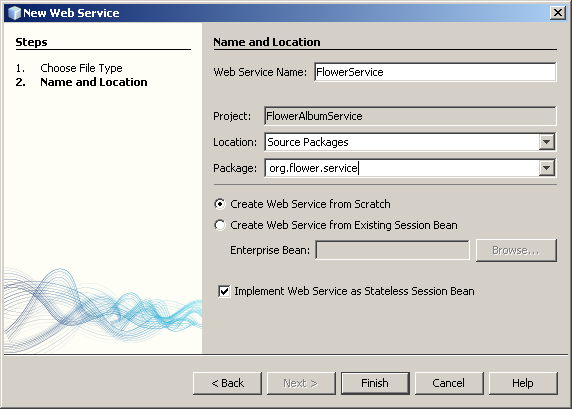 New Web Service
Steps
1. Choose File Type
2. Name and Location
Name and Location
Web Service Name: FlowerService
Project: FlowerAlbumService
Location: Source Packages
Package: org.flower.service
Create Web Service from Scratch
Create Web Service from Existing Session Bean
Enterprise Bean: Browse...
Implement Web Service as Stateless Session Bean
< Back Next > Finish Cancel Help